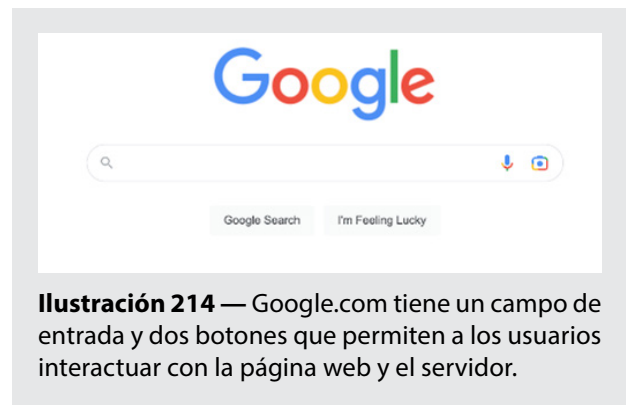 Google
Google Search
I'm Feeling Lucky
Ilustración 214 — Google.com tiene un campo de
entrada y dos botones que permiten a los usuarios
interactuar con la página web y el servidor.